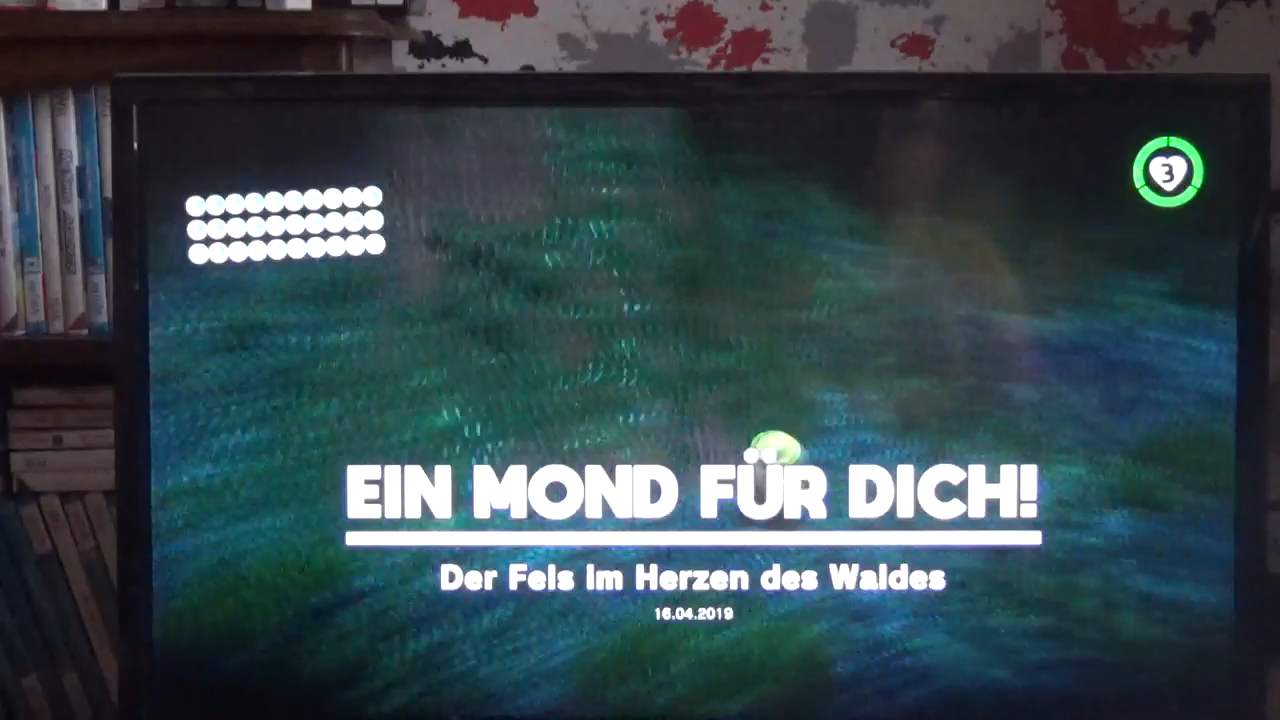 3
EIN MOND FÜR DICH!
Der Fels im Herzen des Waldes
16.04.2019